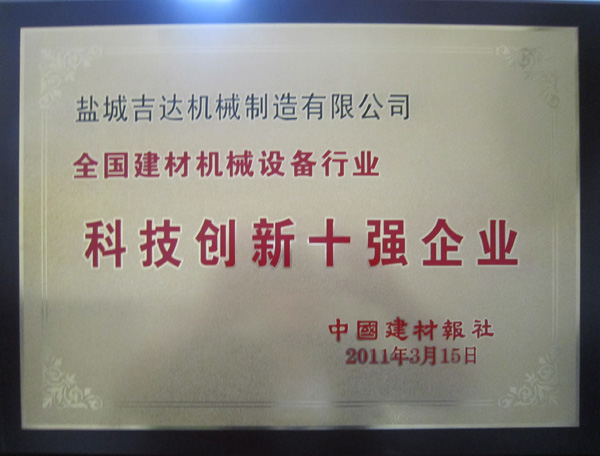 盐城吉达机械制造有限公司
全国建材机械设备行业
科技创新十强企业
中國建材報社
2011年3月15日